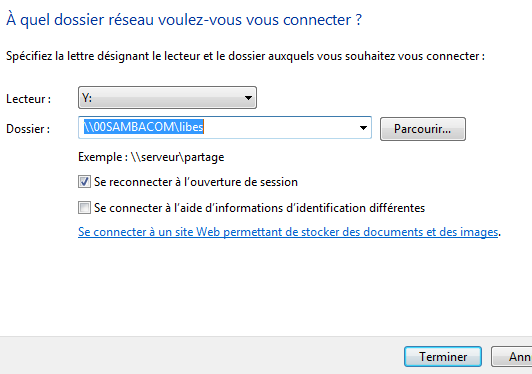 À quel dossier réseau voulez-vous vous connecter ?
Spécifiez la lettre désignant le lecteur et le dossier auxquels vous souhaitez vous connecter :
Lecteur : Y:
Dossier : \\00SAMBACOM\libes Parcourir...
Exemple : \\serveur\partage
Se reconnecter à l'ouverture de session
Se connecter à l'aide d'informations d'identification différentes
Se connecter à un site Web permettant de stocker des documents et des images.
Terminer Ann